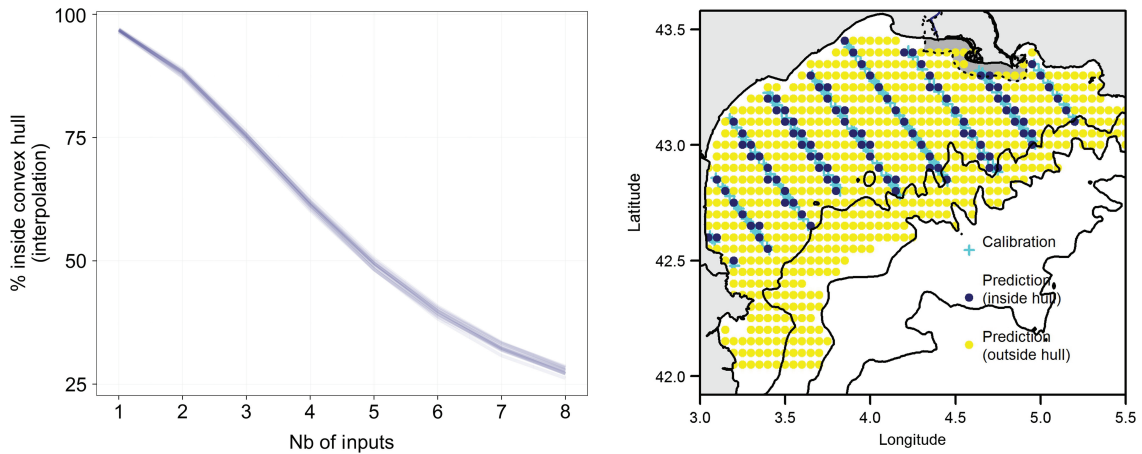 100
75
50
25
% inside convex hull
(interpolation)
1 2 3 4 5 6 7 8
Nb of inputs
43.5
43.0
42.5
42.0
Latitude
Calibration
Prediction
(inside hull)
Prediction
(outside hull)
3.0 3.5 4.0 4.5 5.0 5.5
Longitude